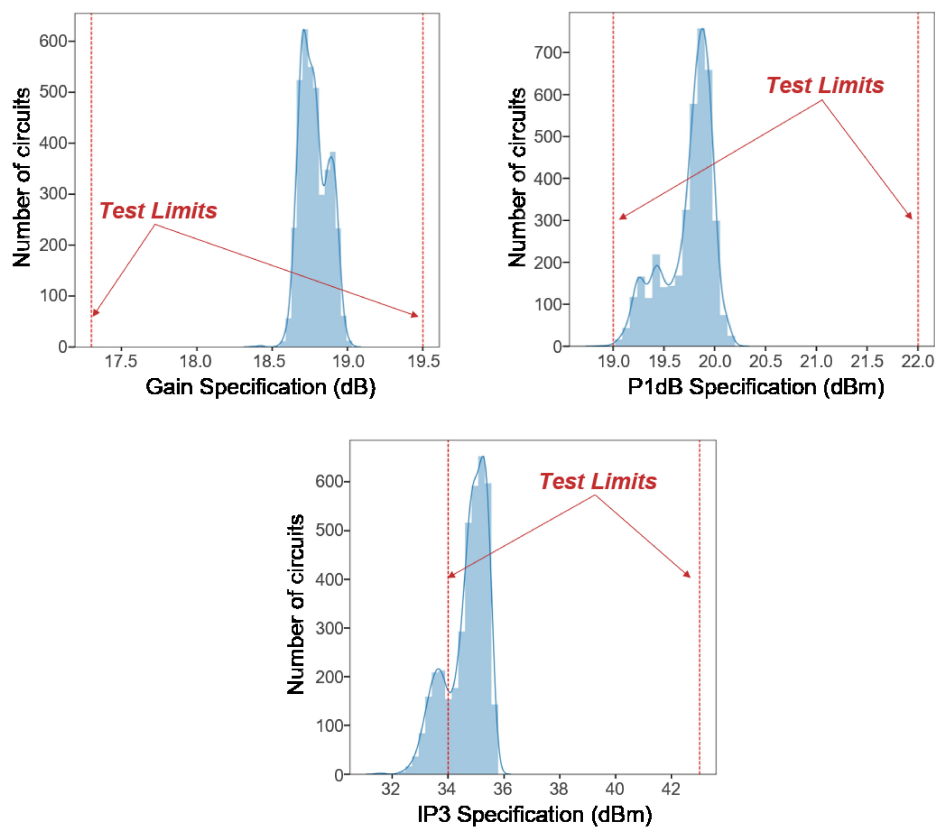 600
500
400
300
200
100
0
Number of circuits
Test Limits
17.5 18.0 18.5 19.0 19.5
Gain Specification (dB)
700
600
500
400
300
200
100
0
Number of circuits
Test Limits
19.0 19.5 20.0 20.5 21.0 21.5 22.0
P1dB Specification (dBm)
600
500
400
300
200
100
0
Number of circuits
Test Limits
32 34 36 38 40 42
IP3 Specification (dBm)